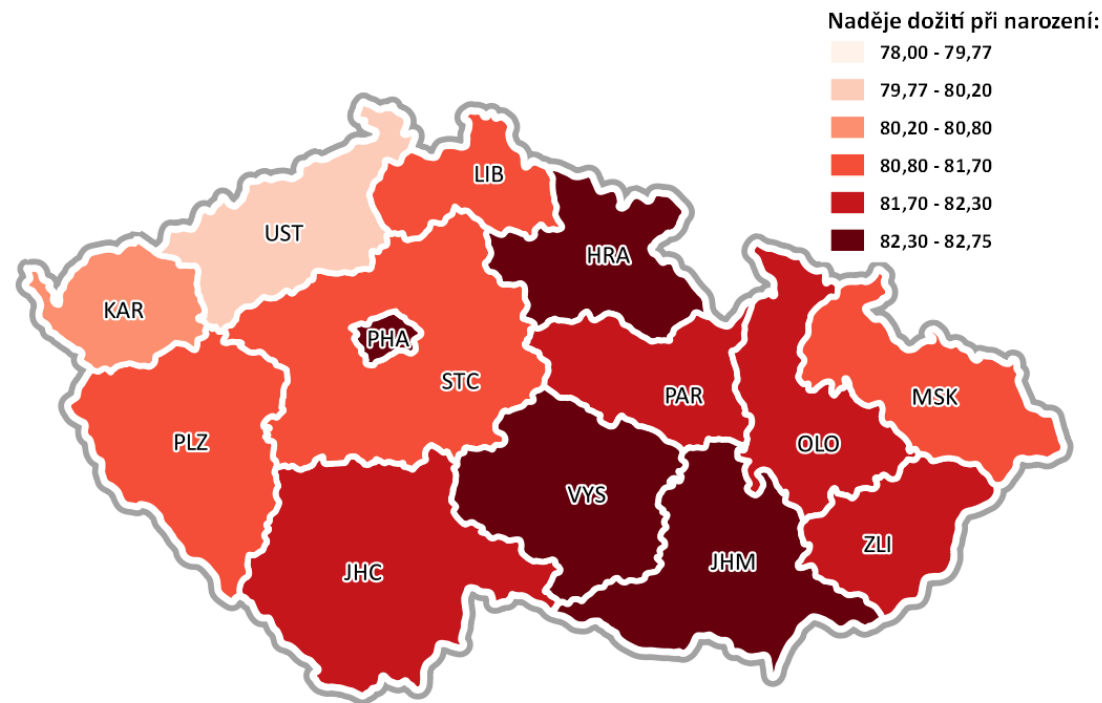 Naděje dožití při narození:
78,00 - 79,77
79,77 - 80,20
80,20 - 80,80
80,80 - 81,70
81,70 - 82,30
82,30 - 82,75
LIB
UST
HRA
KAR
PHA
STC
PAR
MSK
PLZ
OLO
VYS
ZLI
JHC
JHM